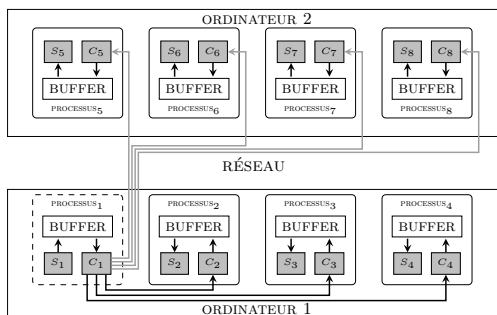 ORDINATEUR 2
S5 C5 S6 C6 S7 C7 S8 C8
BUFFER BUFFER BUFFER BUFFER
PROCESSUS5 PROCESSUS6 PROCESSUS7 PROCESSUS8
RÉSEAU
PROCESSUS1 PROCESSUS2 PROCESSUS3 PROCESSUS4
BUFFER BUFFER BUFFER BUFFER
S1 C1 S2 C2 S3 C3 S4 C4
ORDINATEUR 1